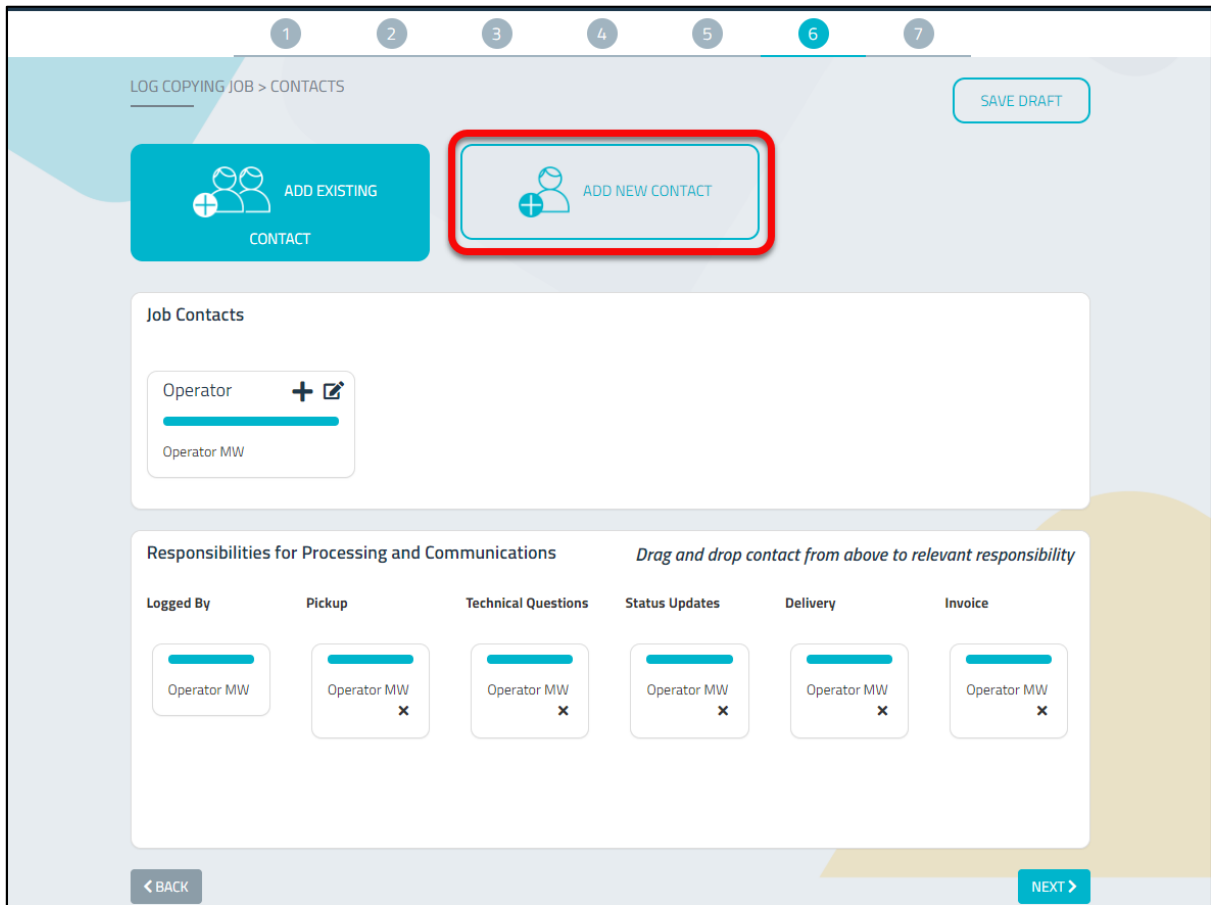 1 2 3 4 5 6 7
LOG COPYING JOB > CONTACTS
SAVE DRAFT
ADD EXISTING
CONTACT
ADD NEW CONTACT
Job Contacts
Operator
Operator MW
Responsibilities for Processing and Communications
Drag and drop contact from above to relevant responsibility
Logged By Pickup Technical Questions Status Updates Delivery Invoice
Operator MW Operator MW Operator MW Operator MW Operator MW Operator MW
BACK
NEXT